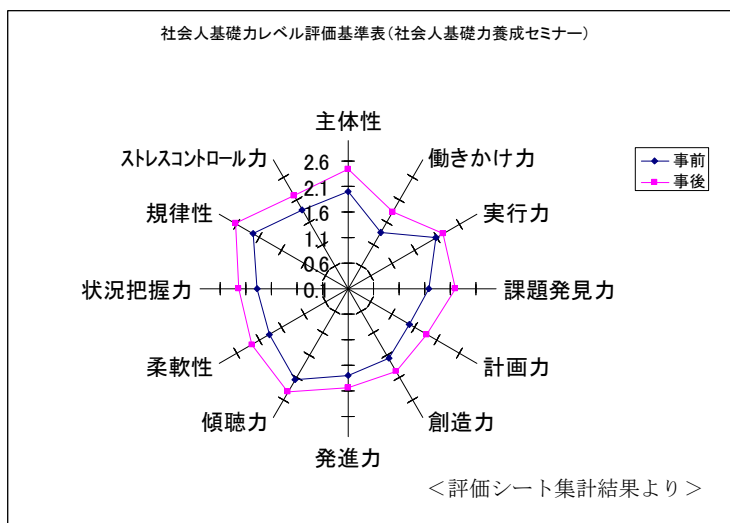 社会人基礎力レベル評価基準表(社会人基礎力養成セミナー)
主体性
働きかけ力
実行力
課題発見力
計画力
創造力
発進力
傾聴力
柔軟性
状況把握力
規律性
ストレスコントロール力
2.6
2.1
1.6
1.1
0.6
0.1
事前
事後
<評価シート集計結果より>